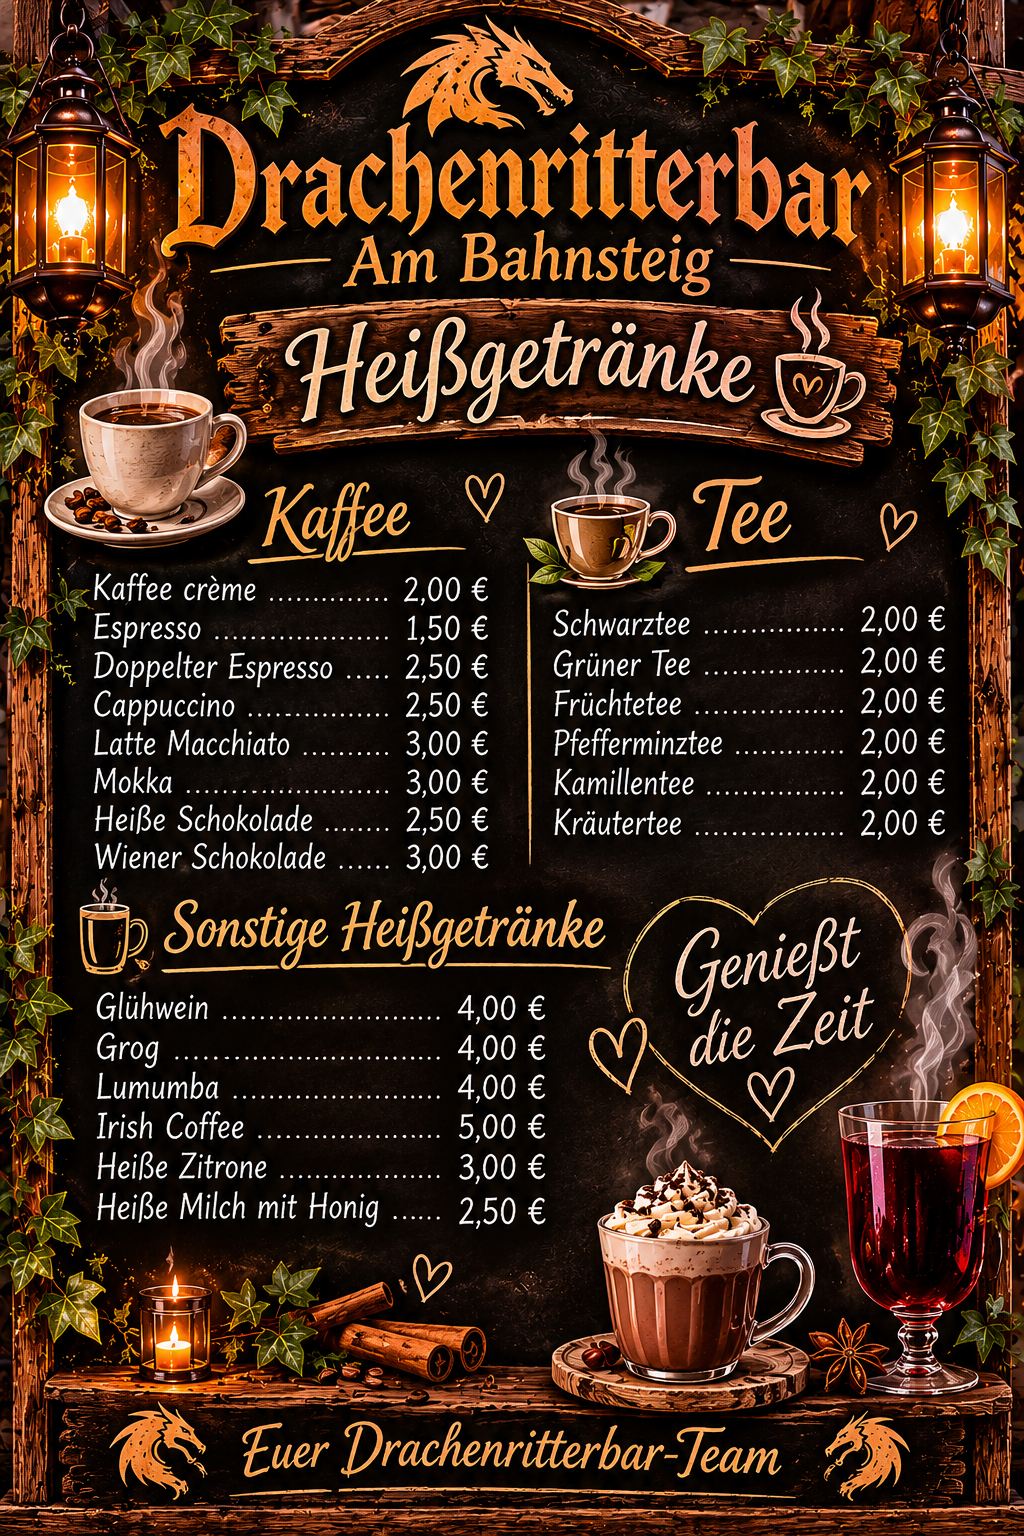 Drachenritterbar
Am Bahnsteig
Heißgetränke
Kaffee
Kaffee crème .............. 2,00 €
Espresso ..................... 1,50 €
Doppelter Espresso ..... 2,50 €
Cappuccino ................. 2,50 €
Latte Macchiato .......... 3,00 €
Mokka ........................ 3,00 €
Heiße Schokolade ........ 2,50 €
Wiener Schokolade ...... 3,00 €
Tee
Schwarztee ................. 2,00 €
Grüner Tee ................. 2,00 €
Früchtetee .................. 2,00 €
Pfefferminztee ............. 2,00 €
Kamillentee ................ 2,00 €
Kräutertee .................. 2,00 €
Sonstige Heißgetränke
Glühwein .......................... 4,00 €
Grog ................................ 4,00 €
Lumumba ......................... 4,00 €
Irish Coffee ...................... 5,00 €
Heiße Zitrone ................... 3,00 €
Heiße Milch mit Honig ...... 2,50 €
Genießt
die Zeit
Euer Drachenritterbar-Team